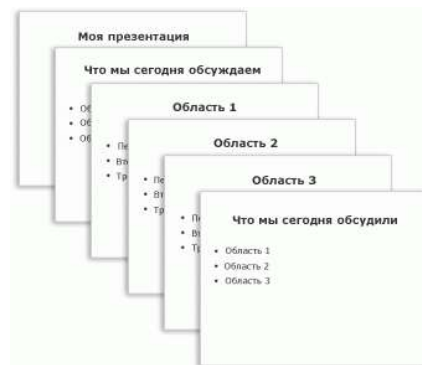 Моя презентация
Что мы сегодня обсуждаем
Область 1
Область 2
Область 3
Что мы сегодня обсудили
• Область 1
• Область 2
• Область 3